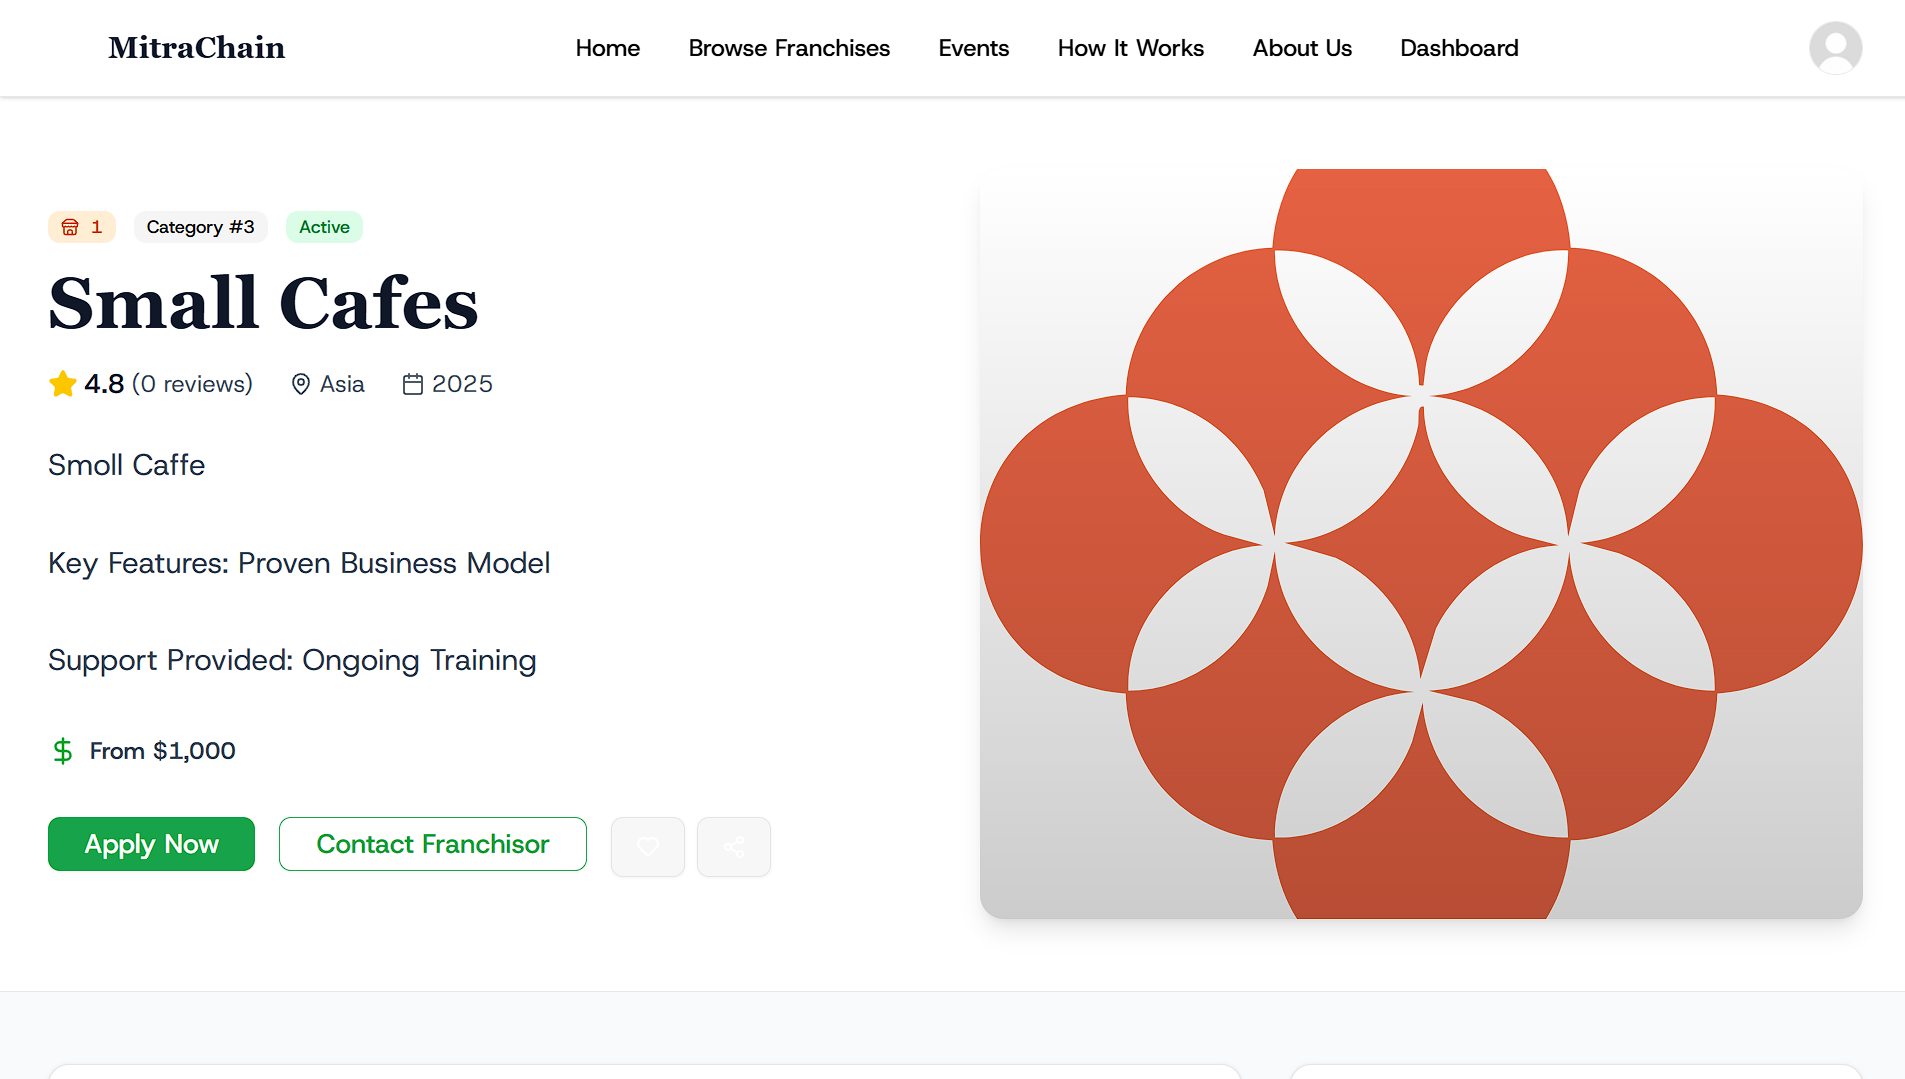 MitraChain
Home Browse Franchises Events How It Works About Us Dashboard
1 Category #3 Active
Small Cafes
4.8 (0 reviews) Asia 2025
Smoll Caffe
Key Features: Proven Business Model
Support Provided: Ongoing Training
$ From $1,000
Apply Now Contact Franchisor